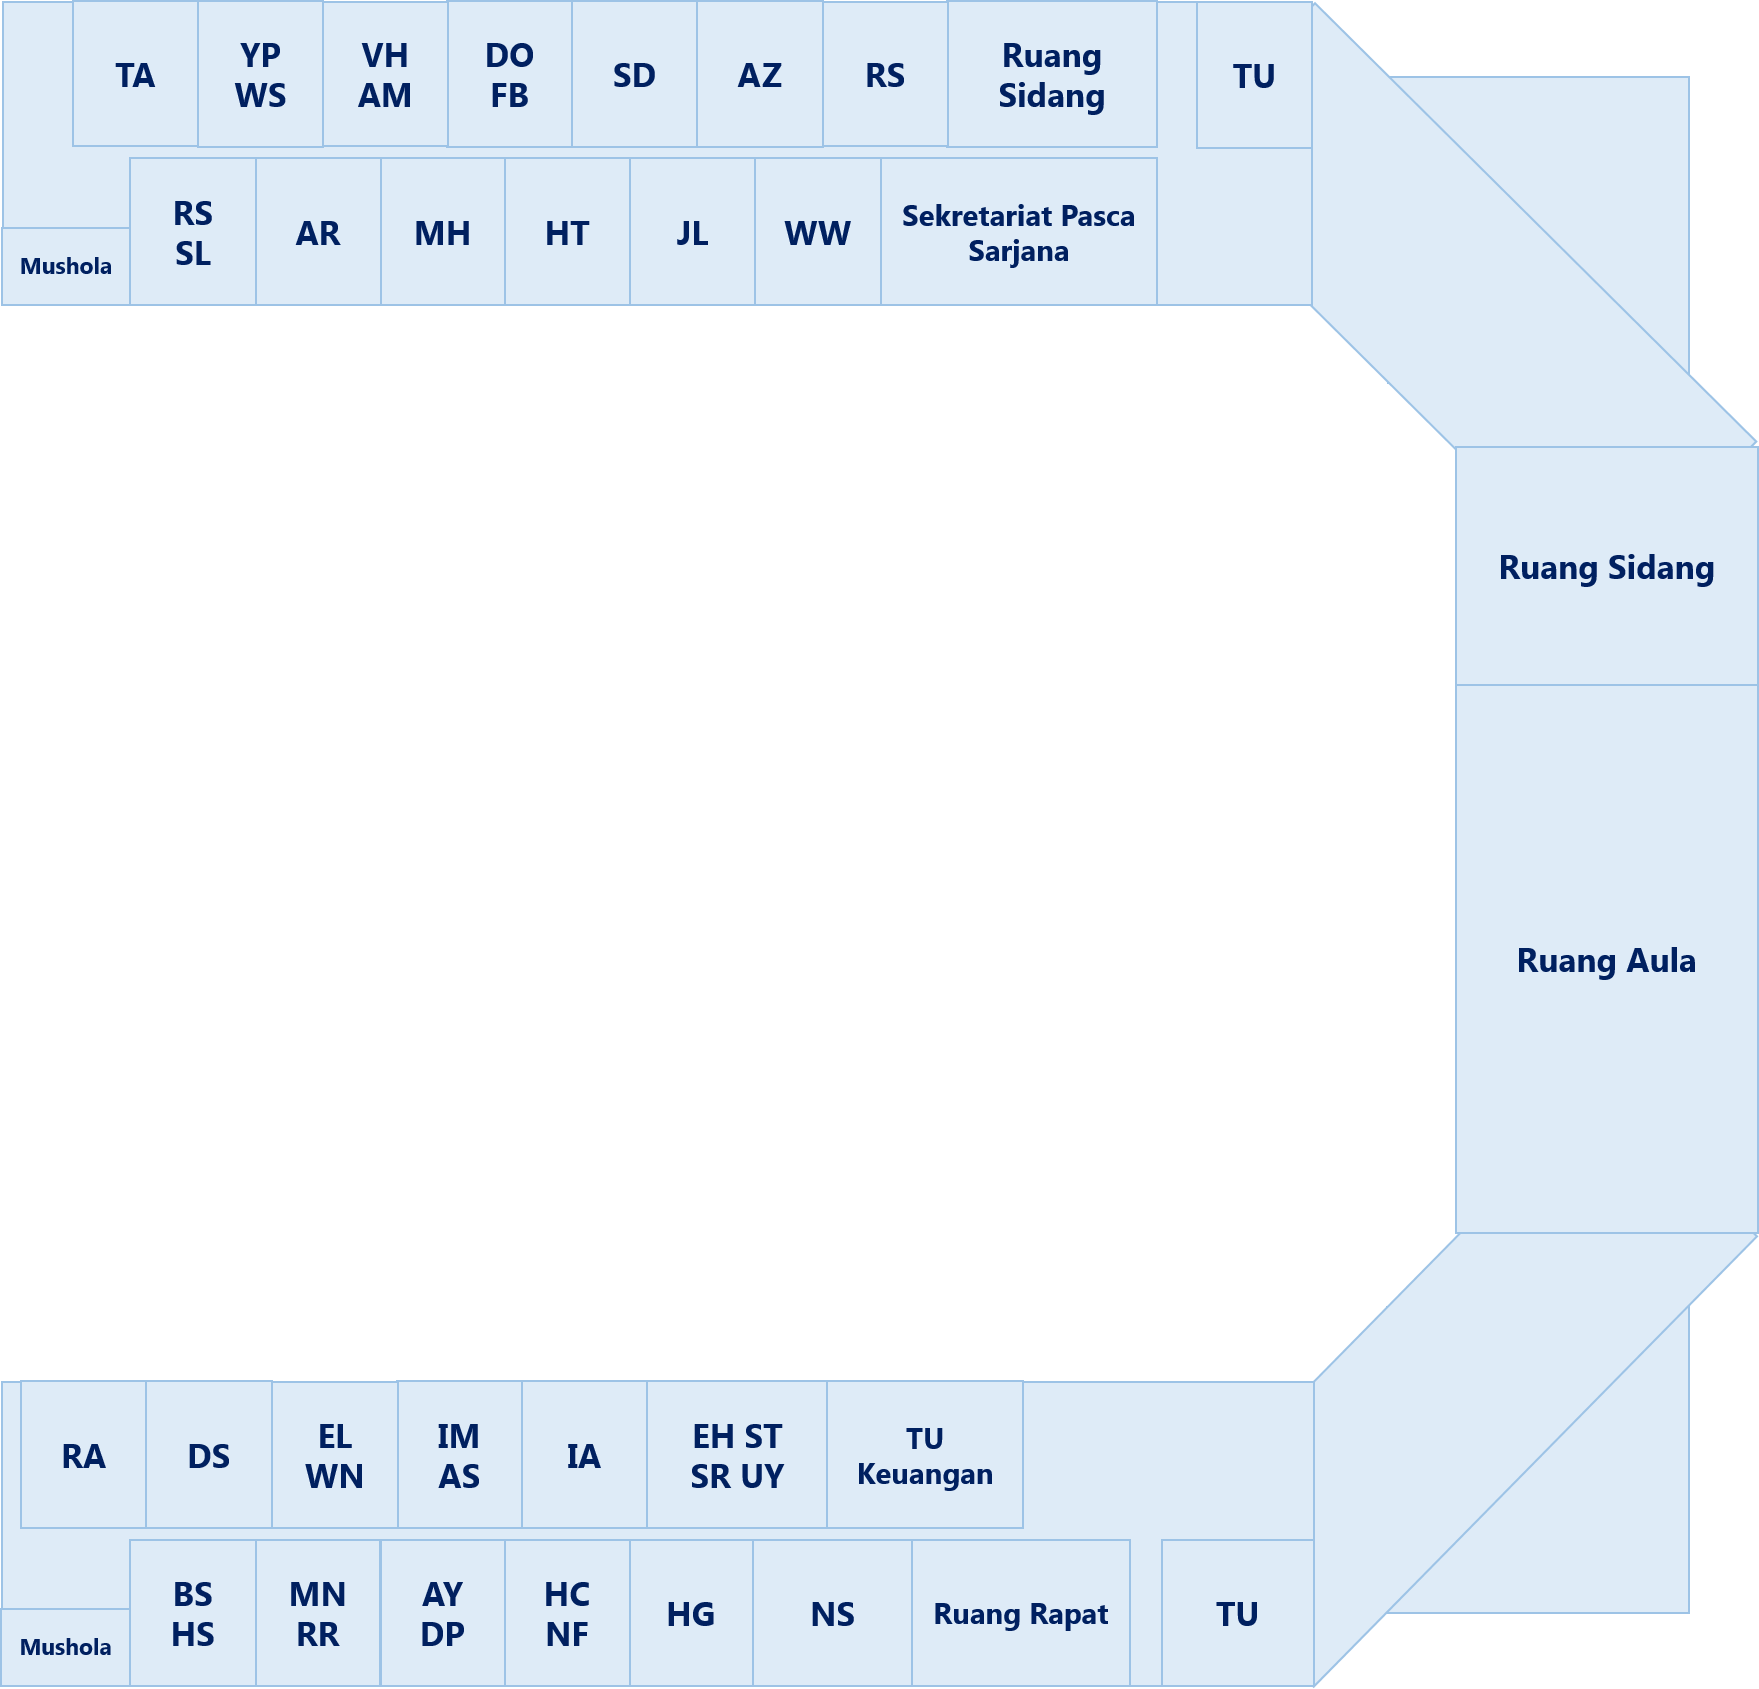 TA
YP
WS
VH
AM
DO
FB
SD
AZ
RS
Ruang
Sidang
TU
RS
SL
AR
MH
HT
JL
WW
Sekretariat Pasca
Sarjana
Mushola
Ruang Sidang
Ruang Aula
RA
DS
EL
WN
IM
AS
IA
EH ST
SR UY
TU
Keuangan
BS
HS
MN
RR
AY
DP
HC
NF
HG
NS
Ruang Rapat
TU
Mushola